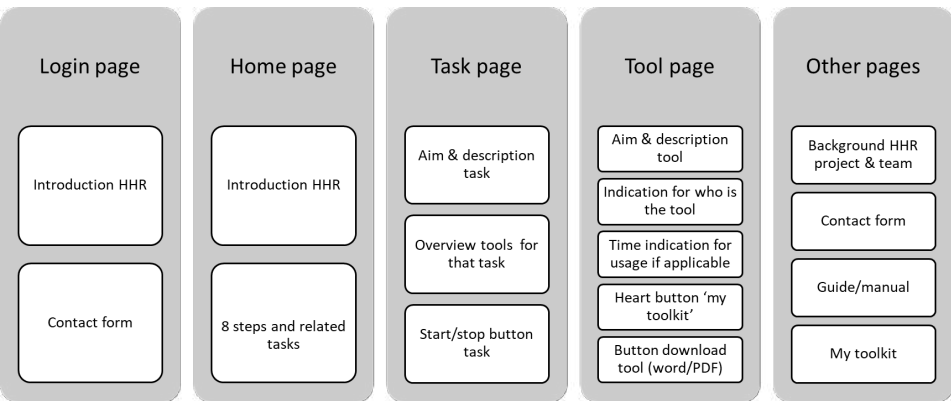 Login page
Introduction HHR
Contact form
Home page
Introduction HHR
8 steps and related
tasks
Task page
Aim & description
task
Overview tools for
that task
Start/stop button
task
Tool page
Aim & description
tool
Indication for who is
the tool
Time indication for
usage if applicable
Heart button ‘my
toolkit’
Button download
tool (word/PDF)
Other pages
Background HHR
project & team
Contact form
Guide/manual
My toolkit